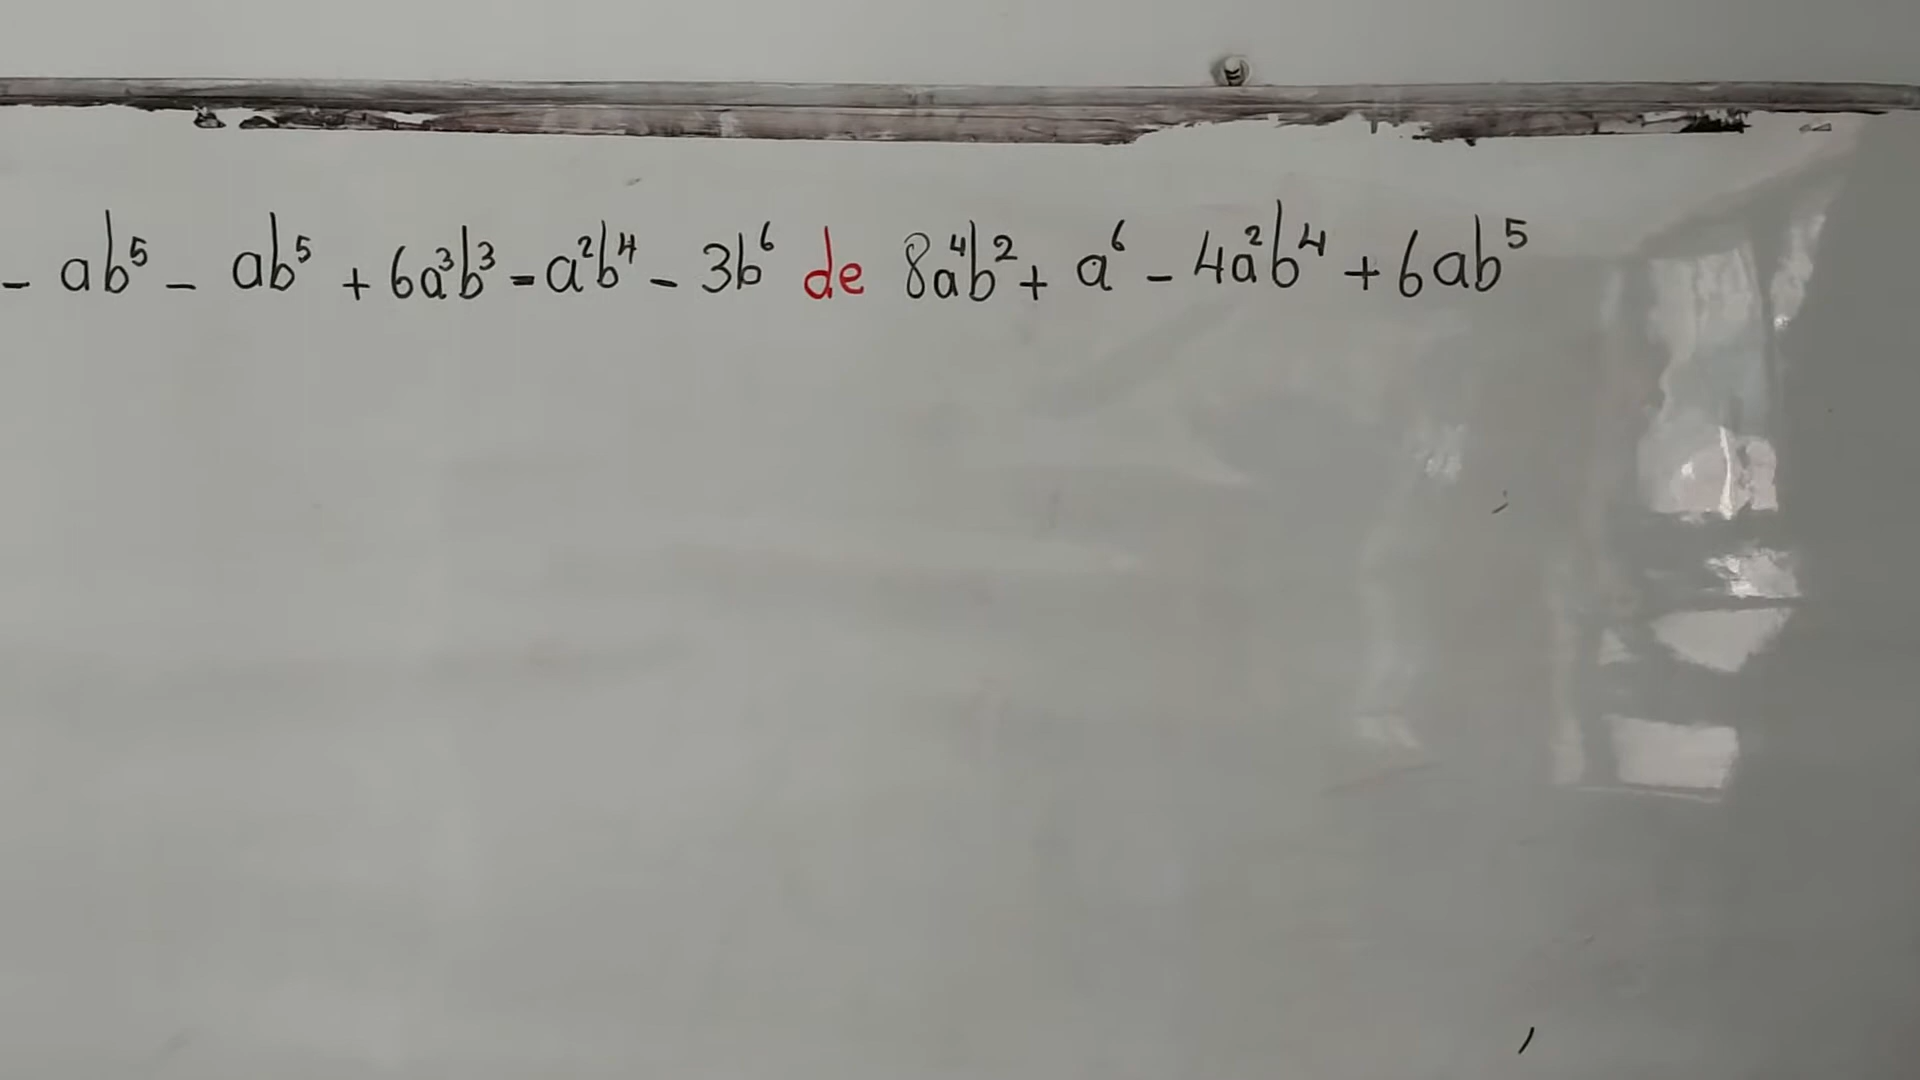 - ab⁵ - ab⁵ + 6a³b³ - a²b⁴ - 3b⁶ de 8a⁴b² + a⁶ - 4a²b⁴ + 6ab⁵